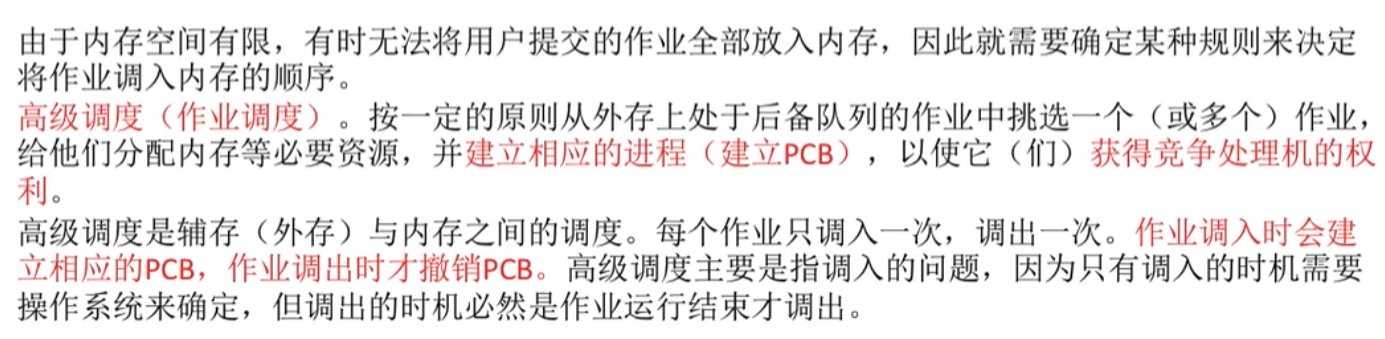 由于内存空间有限，有时无法将用户提交的作业全部放入内存，因此就需要确定某种规则来决定
将作业调入内存的顺序。
高级调度（作业调度）。按一定的原则从外存上处于后备队列的作业中挑选一个（或多个）作业，
给他们分配内存等必要资源，并建立相应的进程（建立PCB），以使它（们）获得竞争处理机的权
利。
高级调度是辅存（外存）与内存之间的调度。每个作业只调入一次，调出一次。作业调入时会建
立相应的PCB，作业调出时才撤销PCB。高级调度主要是指调入的问题，因为只有调入的时机需要
操作系统来确定，但调出的时机必然是作业运行结束才调出。